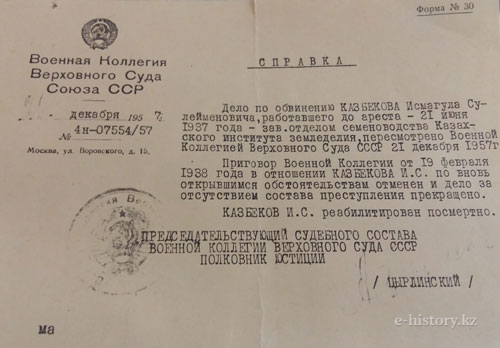 Форма № 30
Военная Коллегия
Верховного Суда
Союза ССР
декабря 1957 г.
№ 4н-07554/57
Москва, ул. Воровского, д. 15.
СПРАВКА
Дело по обвинению КАЗБЕКОВА Исмагула Су-
лейменовича,работавшего до ареста - 21 июня
1937 года - зав.отделом семеноводства Казах-
ского института земледелия,пересмотрено Военной
Коллегией Верховного Суда СССР 21 декабря 1957г
Приговор Военной Коллегии от 19 февраля
1938 года в отношении КАЗБЕКОВА И.С. по вновь
открывшимся обстоятельствам отменен и дело за
отсутствием состава преступления прекращено.
КАЗБЕКОВ И.С. реабилитирован посмертно.
ПРЕДСЕДАТЕЛЬСТВУЮЩИЙ СУДЕБНОГО СОСТАВА
ВОЕННОЙ КОЛЛЕГИИ ВЕРХОВНОГО СУДА СССР
ПОЛКОВНИК ЮСТИЦИИ
/ ЦЫРЛИНСКИЙ /
ма
e-history.kz